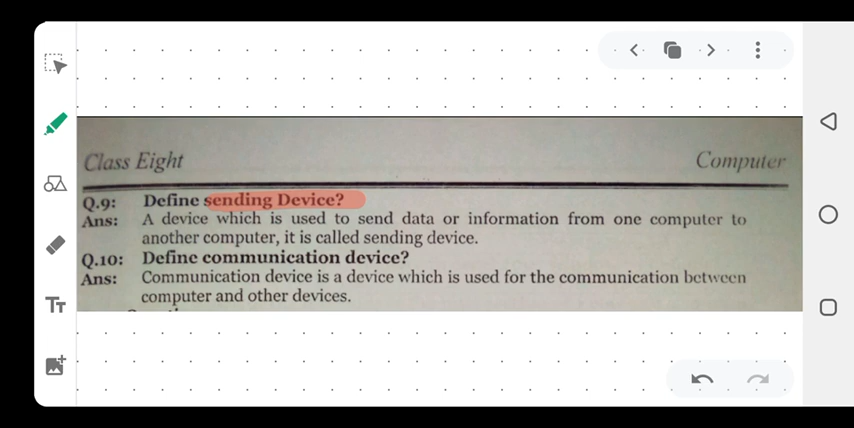 Class Eight Computer
Q.9: Define sending Device?
Ans: A device which is used to send data or information from one computer to
another computer, it is called sending device.
Q.10: Define communication device?
Ans: Communication device is a device which is used for the communication between
computer and other devices.